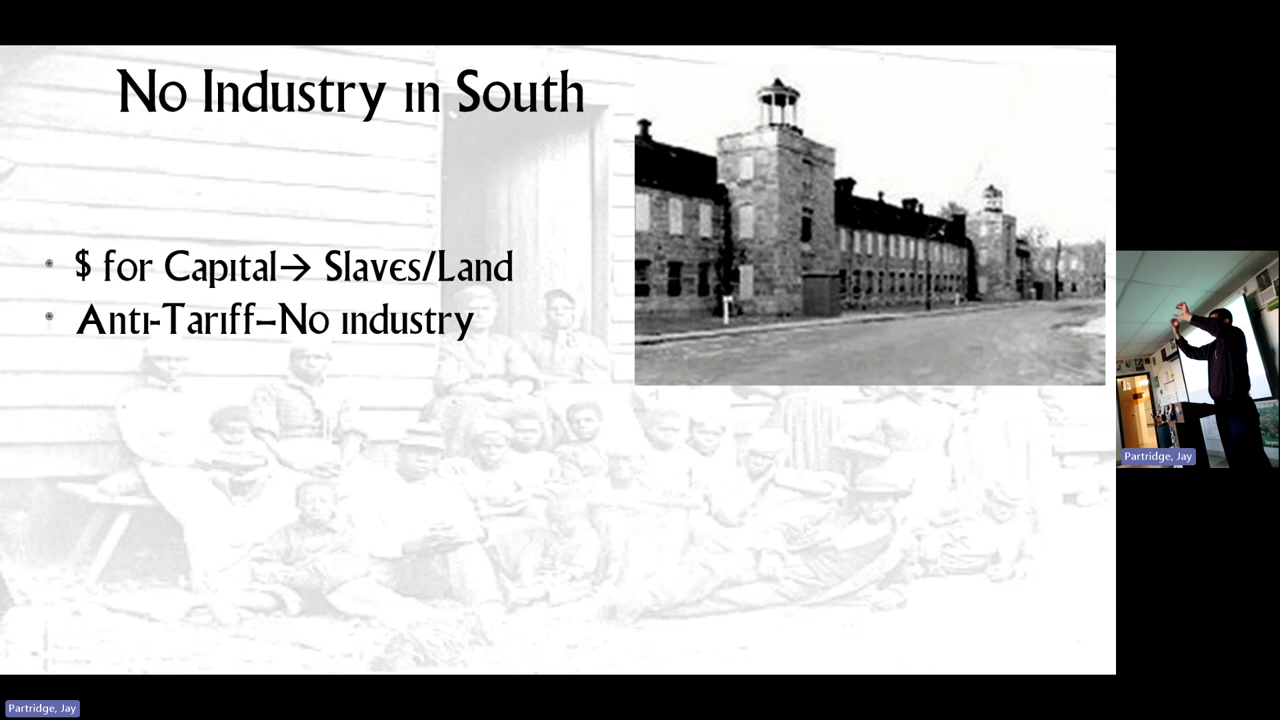 No Industry in South
• $ for Capital→ Slaves/Land
• Anti-Tariff–No industry
Partridge, Jay
Partridge, Jay